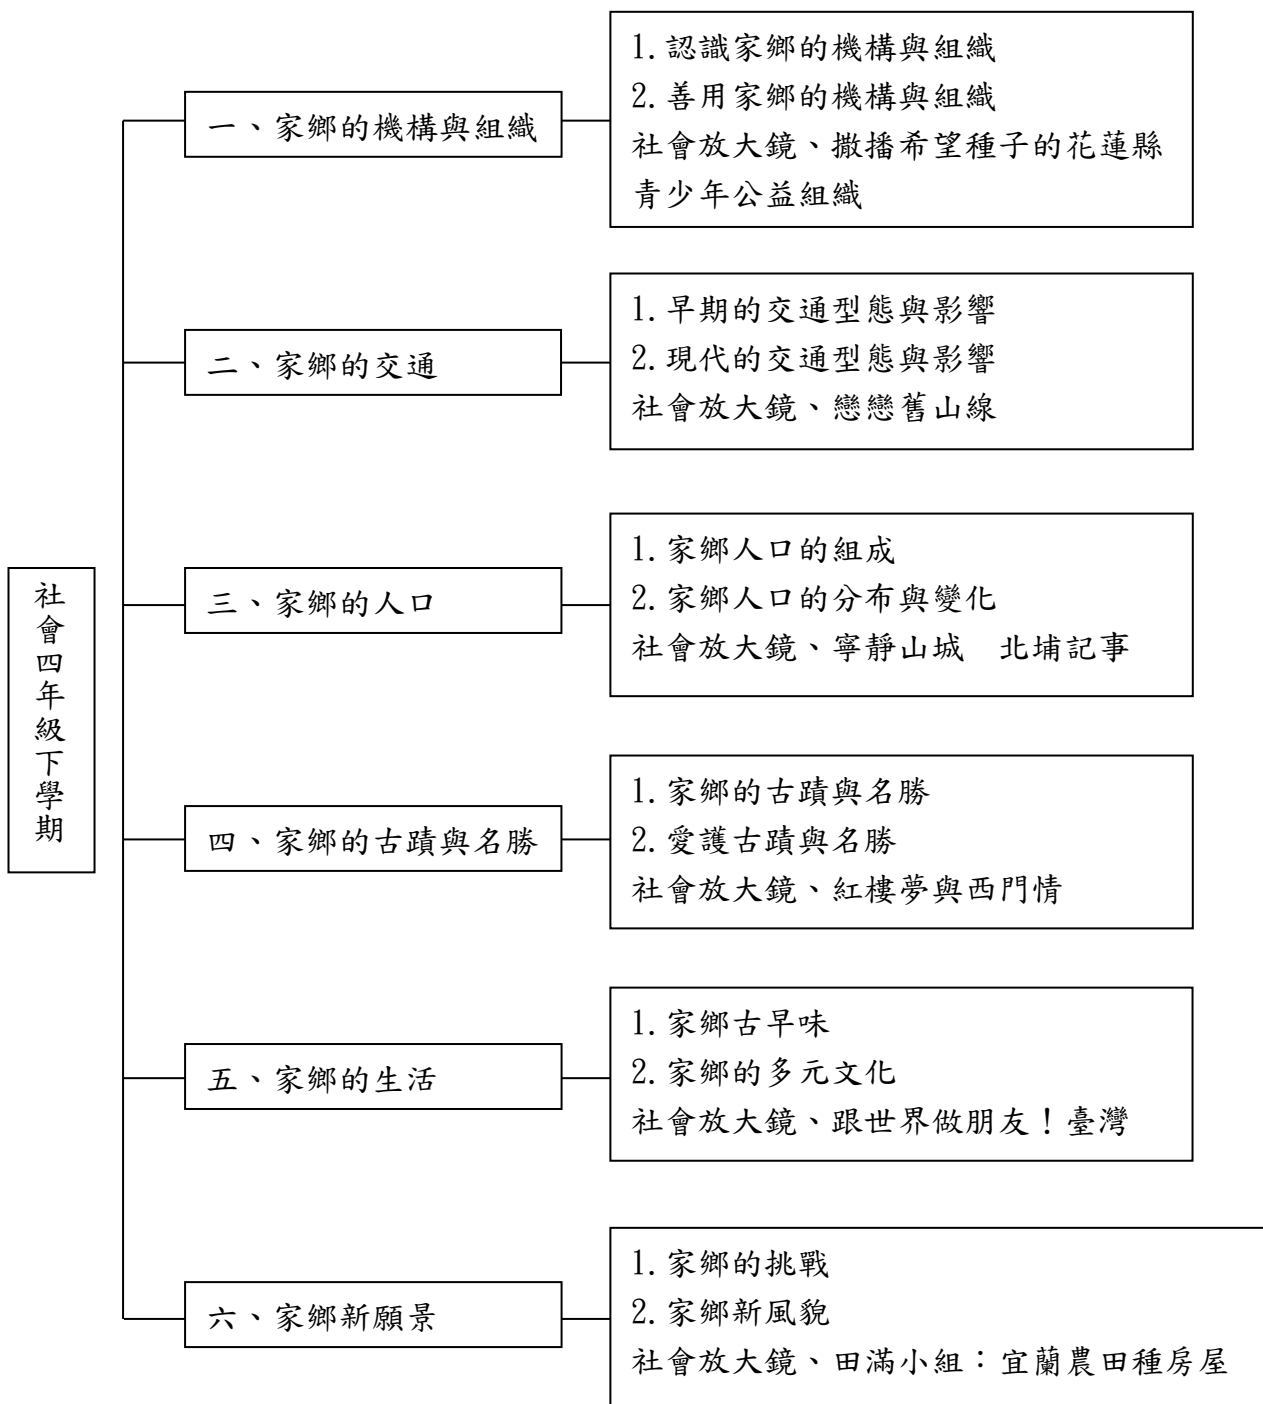 社會四年級下學期
一、家鄉的機構與組織
1.認識家鄉的機構與組織
2.善用家鄉的機構與組織
社會放大鏡、撒播希望種子的花蓮縣
青少年公益組織
二、家鄉的交通
1.早期的交通型態與影響
2.現代的交通型態與影響
社會放大鏡、戀戀舊山線
三、家鄉的人口
1.家鄉人口的組成
2.家鄉人口的分布與變化
社會放大鏡、寧靜山城　北埔記事
四、家鄉的古蹟與名勝
1.家鄉的古蹟與名勝
2.愛護古蹟與名勝
社會放大鏡、紅樓夢與西門情
五、家鄉的生活
1.家鄉古早味
2.家鄉的多元文化
社會放大鏡、跟世界做朋友！臺灣
六、家鄉新願景
1.家鄉的挑戰
2.家鄉新風貌
社會放大鏡、田滿小組：宜蘭農田種房屋